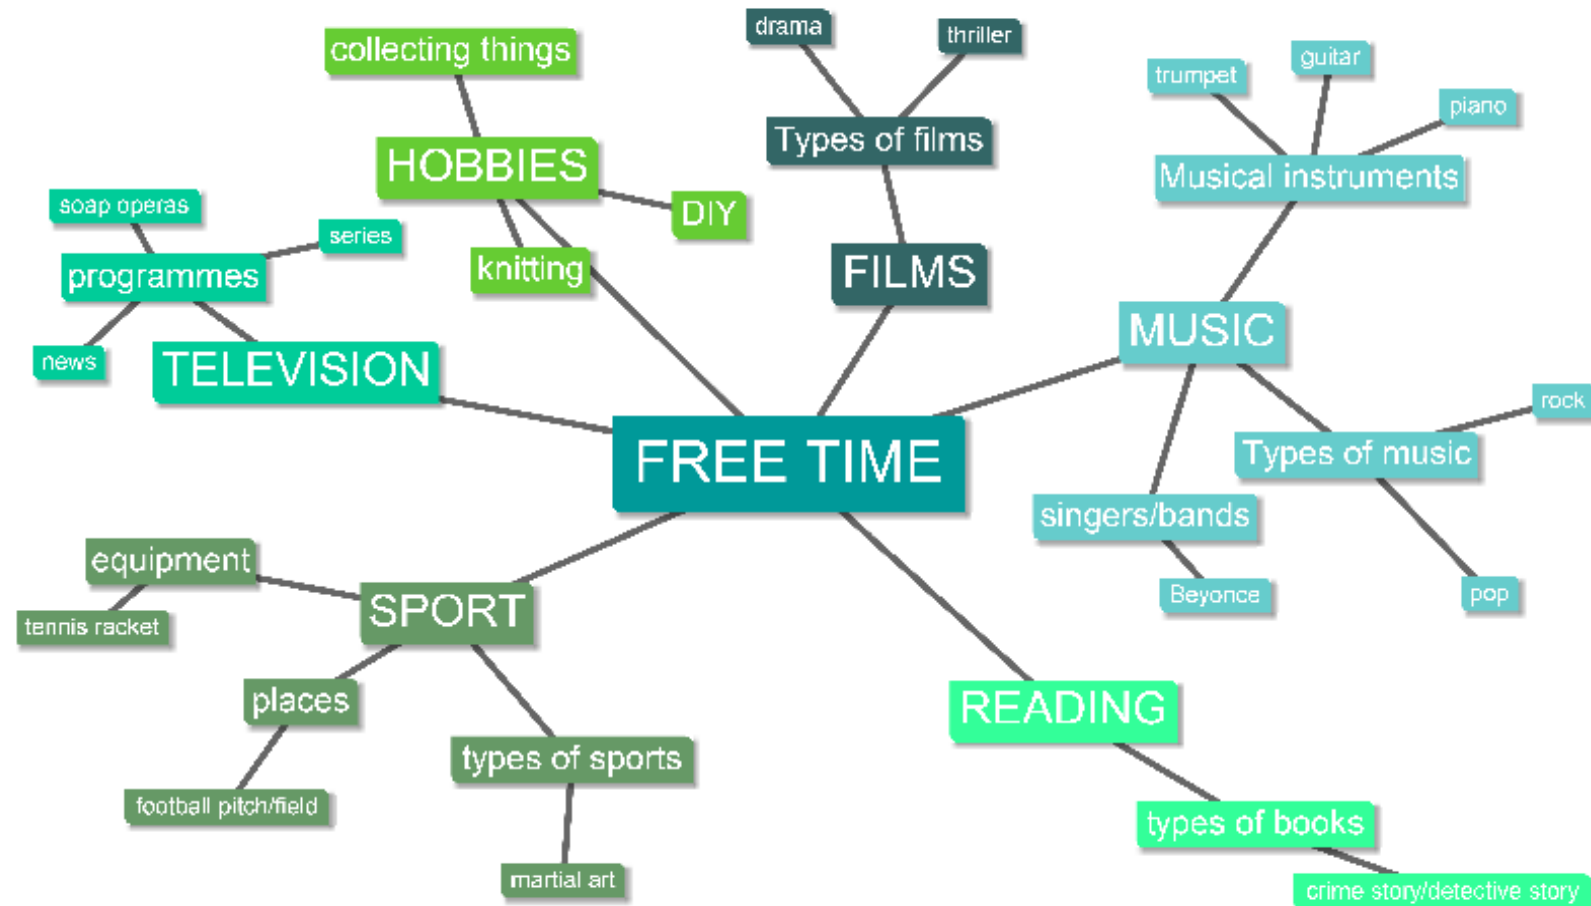 drama
thriller
collecting things
guitar
trumpet
piano
Types of films
HOBBIES
Musical instruments
soap operas
DIY
series
programmes
knitting
FILMS
MUSIC
news
TELEVISION
rock
FREE TIME
Types of music
singers/bands
equipment
SPORT
Beyonce
pop
tennis racket
places
READING
types of sports
football pitch/field
types of books
martial art
crime story/detective story